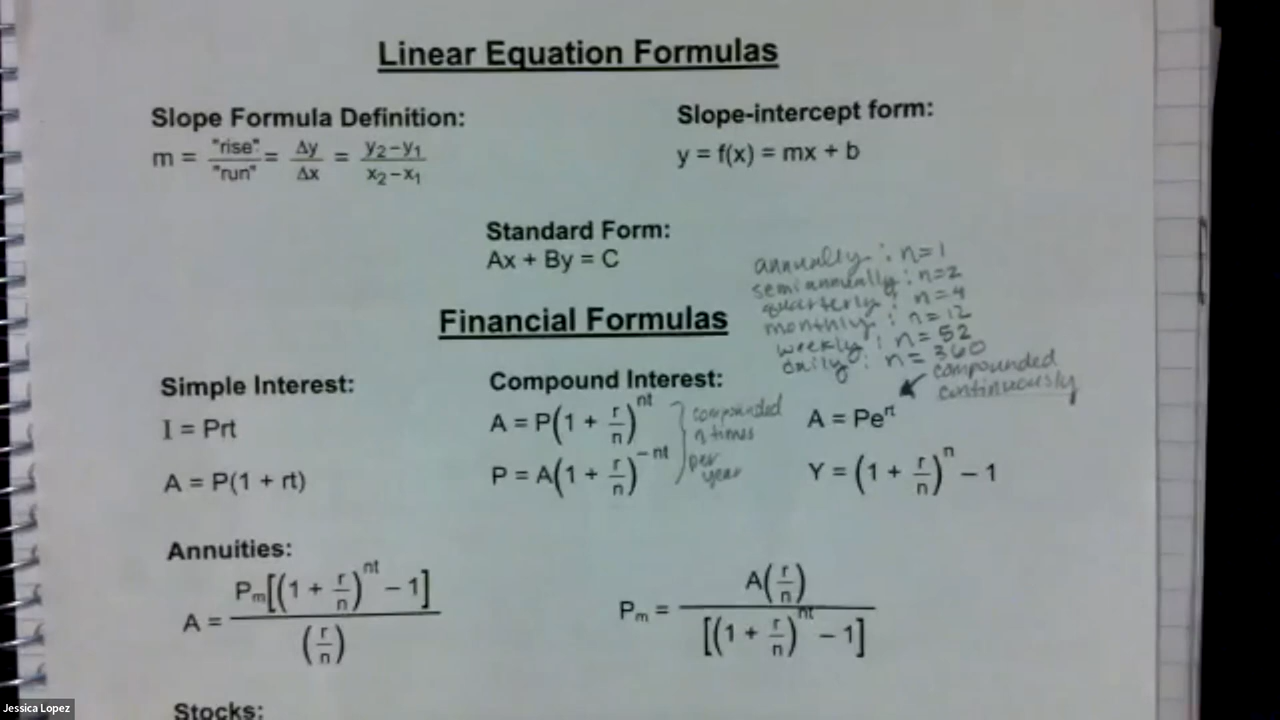 Linear Equation Formulas
Slope Formula Definition:
m = "rise"/"run" = Δy/Δx = y₂-y₁/x₂-x₁
Slope-intercept form:
y = f(x) = mx + b
Standard Form:
Ax + By = C
annually : n=1
semiannually : n=2
quarterly : n=4
monthly : n=12
weekly : n=52
daily : n=360
Financial Formulas
Simple Interest:
I = Prt
A = P(1 + rt)
Compound Interest:
A = P(1 + r/n)^nt
P = A(1 + r/n)^-nt
compounded
n times
per
year
compounded
continuously
A = Pe^rt
Y = (1 + r/n)^n - 1
Annuities:
A = Pₘ[(1 + r/n)^nt - 1] / (r/n)
Pₘ = A(r/n) / [(1 + r/n)^nt - 1]
Stocks:
Jessica Lopez